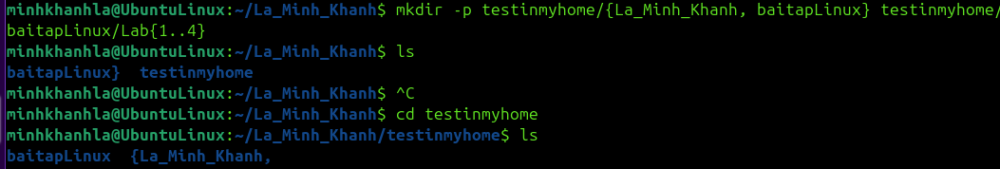 minhkhanhla@UbuntuLinux:~/La_Minh_Khanh$ mkdir -p testinmyhome/{La_Minh_Khanh, baitapLinux} testinmyhome/
baitapLinux/Lab{1..4}
minhkhanhla@UbuntuLinux:~/La_Minh_Khanh$ ls
baitapLinux}  testinmyhome
minhkhanhla@UbuntuLinux:~/La_Minh_Khanh$ ^C
minhkhanhla@UbuntuLinux:~/La_Minh_Khanh$ cd testinmyhome
minhkhanhla@UbuntuLinux:~/La_Minh_Khanh/testinmyhome$ ls
baitapLinux  {La_Minh_Khanh,